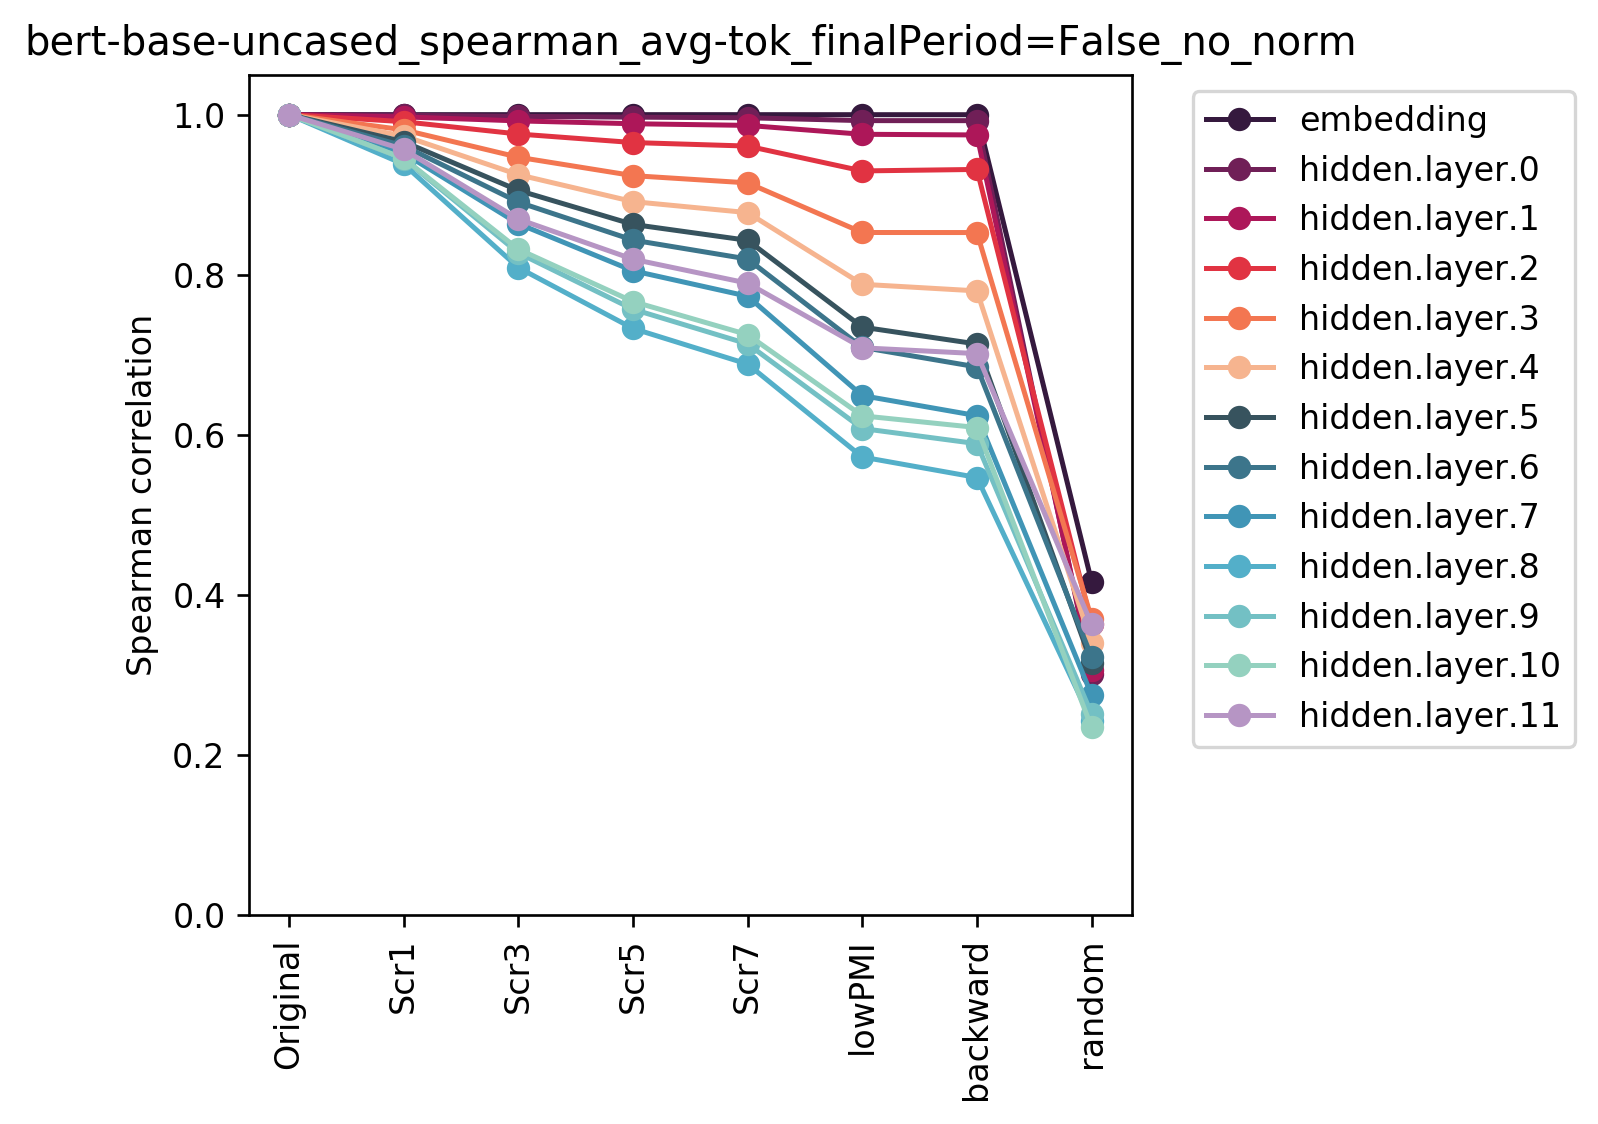 bert-base-uncased_spearman_avg-tok_finalPeriod=False_no_norm
Spearman correlation
1.0
0.8
0.6
0.4
0.2
0.0
Original
Scr1
Scr3
Scr5
Scr7
lowPMI
backward
random
embedding
hidden.layer.0
hidden.layer.1
hidden.layer.2
hidden.layer.3
hidden.layer.4
hidden.layer.5
hidden.layer.6
hidden.layer.7
hidden.layer.8
hidden.layer.9
hidden.layer.10
hidden.layer.11